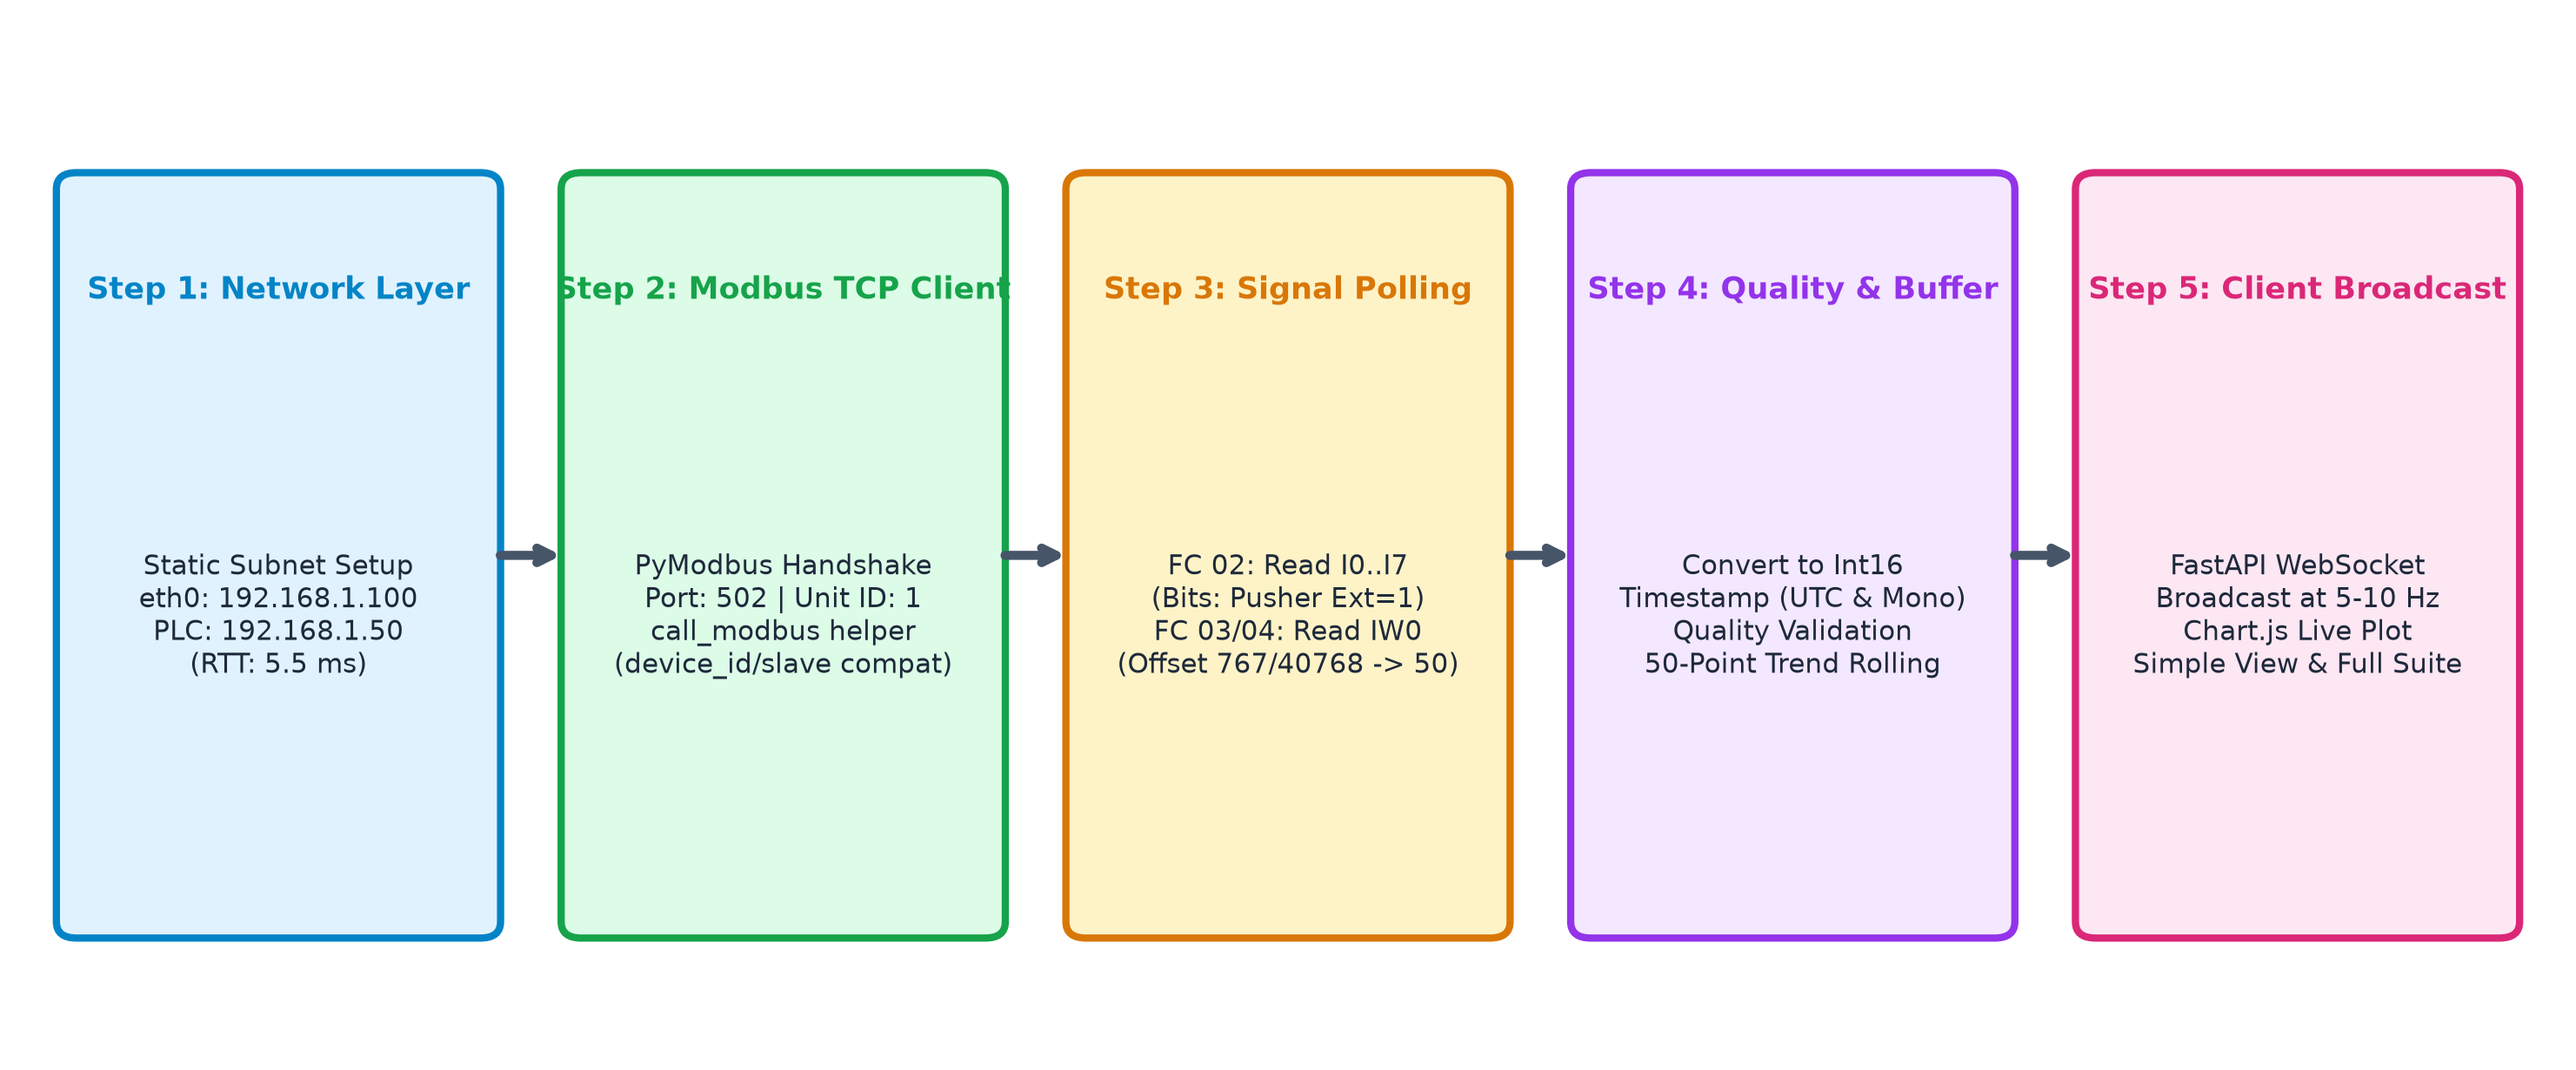 Step 1: Network Layer
Static Subnet Setup
eth0: 192.168.1.100
PLC: 192.168.1.50
(RTT: 5.5 ms)
Step 2: Modbus TCP Client
PyModbus Handshake
Port: 502 | Unit ID: 1
call_modbus helper
(device_id/slave compat)
Step 3: Signal Polling
FC 02: Read I0..I7
(Bits: Pusher Ext=1)
FC 03/04: Read IW0
(Offset 767/40768 -> 50)
Step 4: Quality & Buffer
Convert to Int16
Timestamp (UTC & Mono)
Quality Validation
50-Point Trend Rolling
Step 5: Client Broadcast
FastAPI WebSocket
Broadcast at 5-10 Hz
Chart.js Live Plot
Simple View & Full Suite